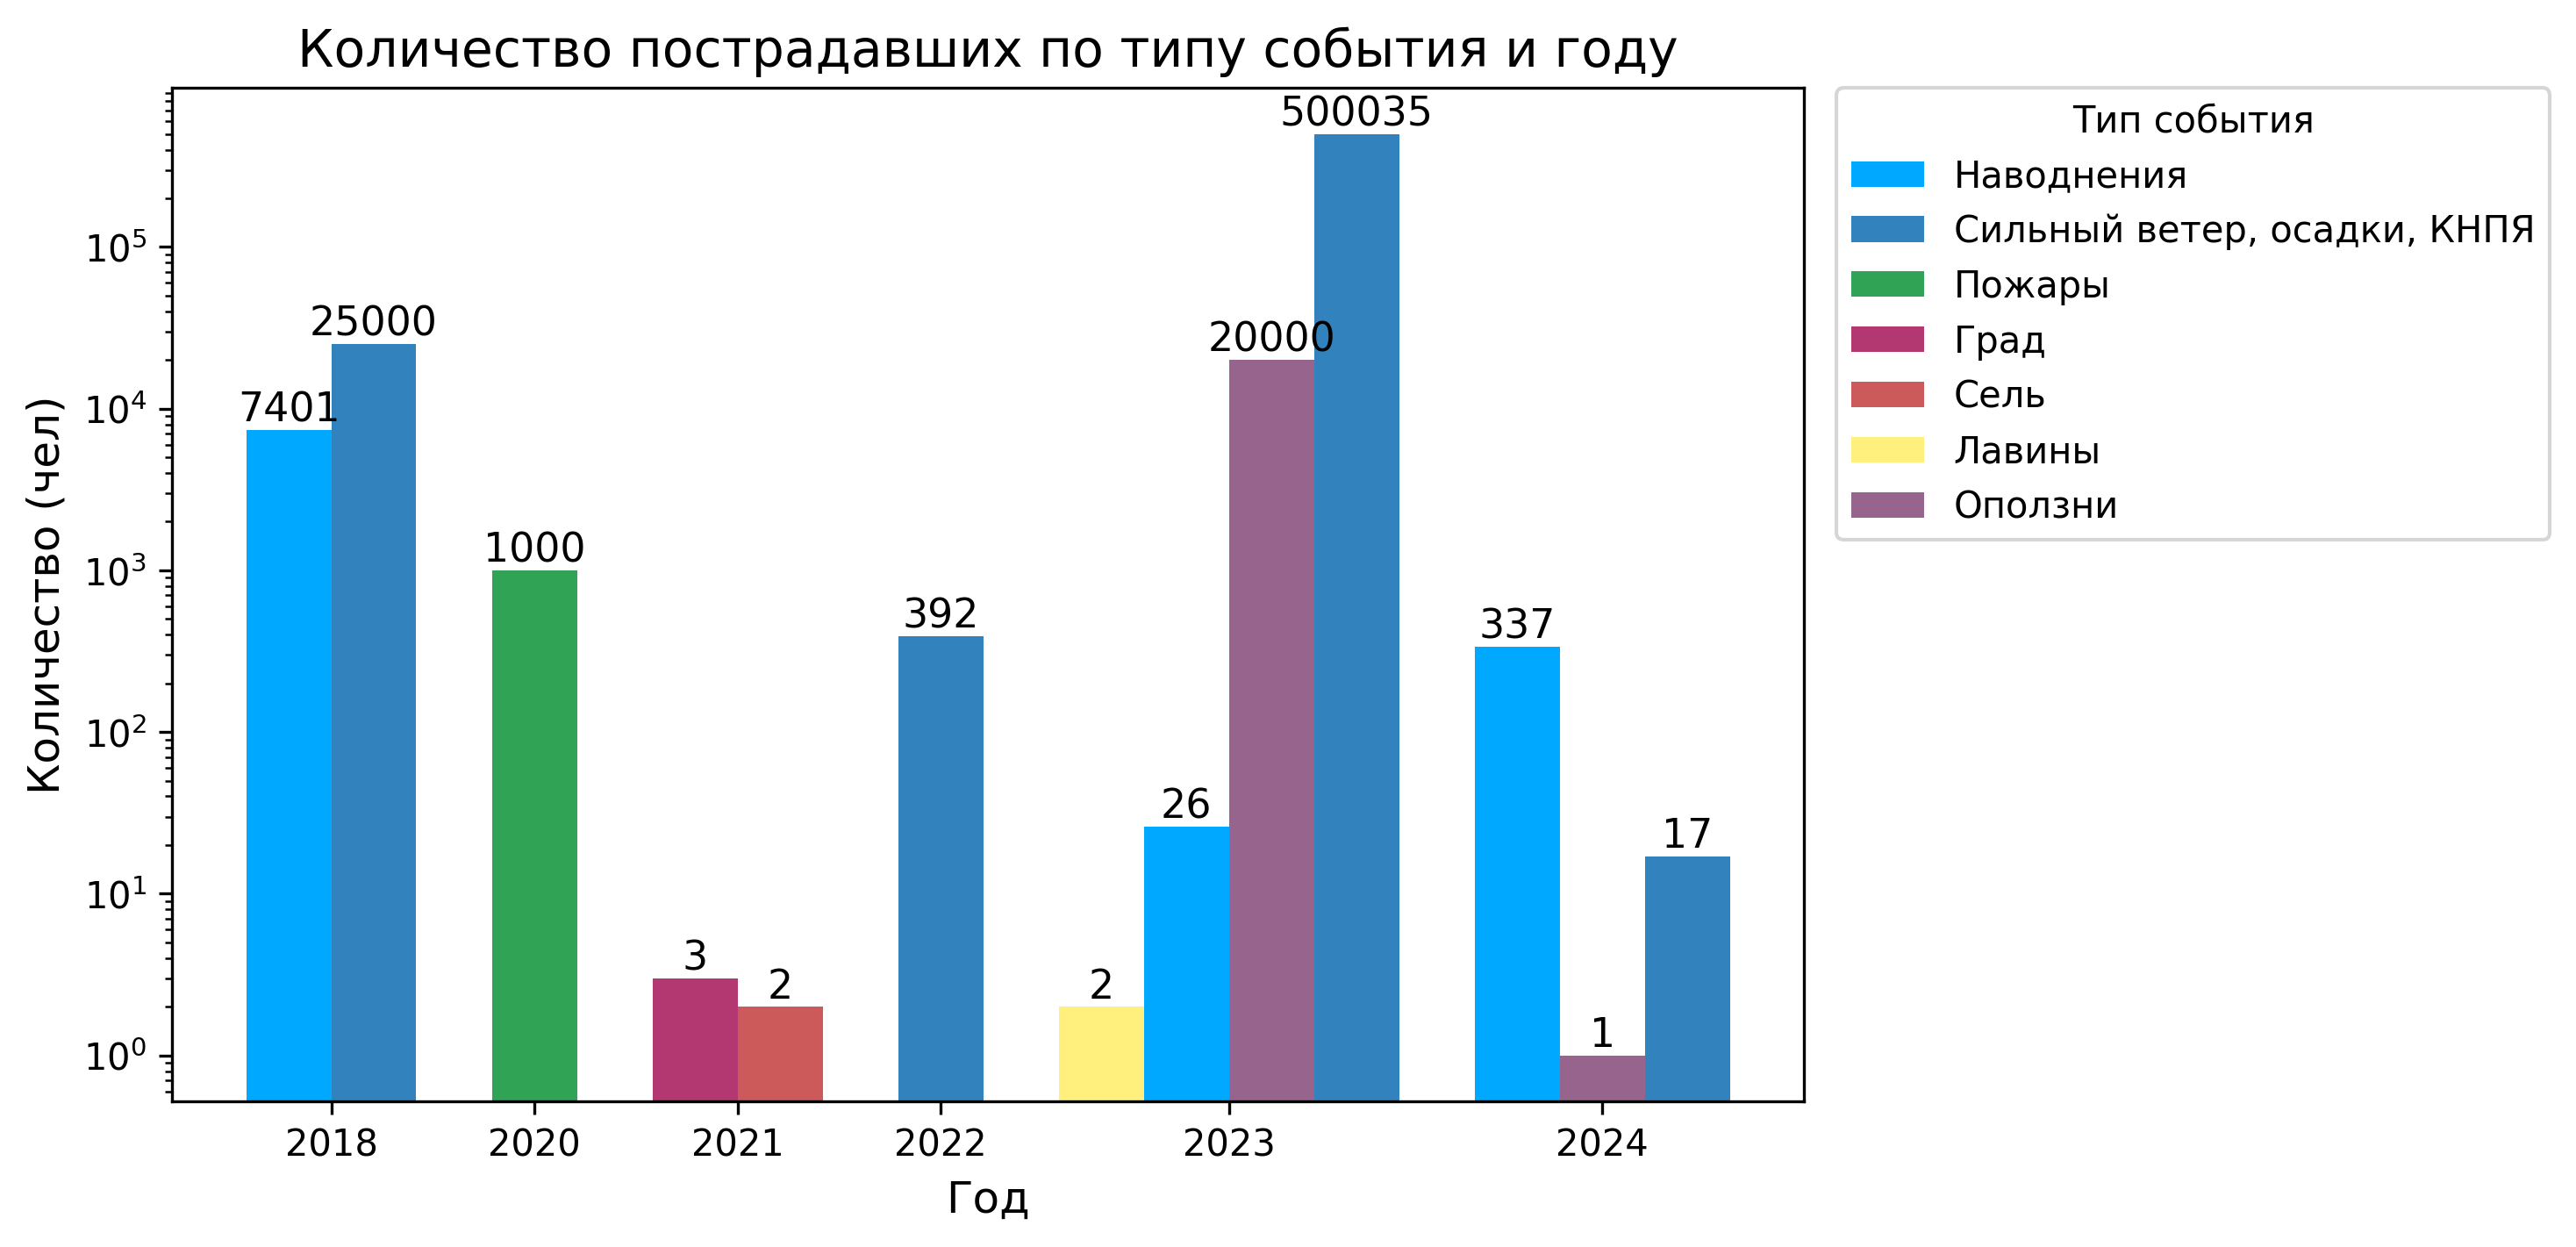 Количество пострадавших по типу события и году
Количество (чел)
10⁵
10⁴
10³
10²
10¹
10⁰
7401
25000
1000
3
2
392
2
26
20000
500035
337
1
17
2018
2020
2021
2022
2023
2024
Год
Тип события
Наводнения
Сильный ветер, осадки, КНПЯ
Пожары
Град
Сель
Лавины
Оползни